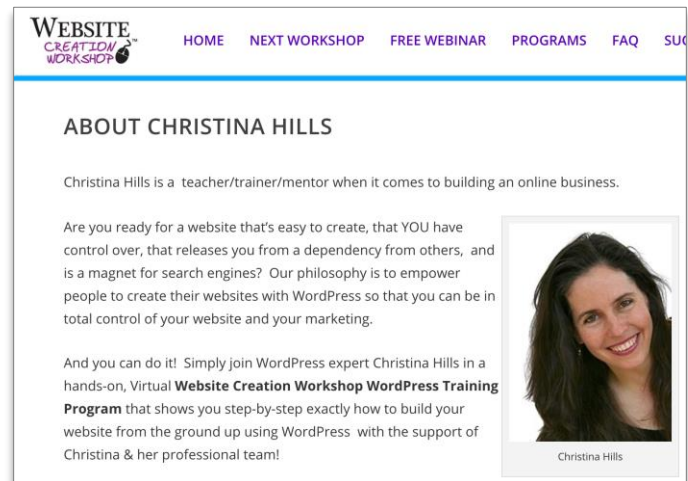 WEBSITE™
CREATION
WORKSHOP
HOME NEXT WORKSHOP FREE WEBINAR PROGRAMS FAQ
ABOUT CHRISTINA HILLS
Christina Hills is a teacher/trainer/mentor when it comes to building an online business.
Are you ready for a website that's easy to create, that YOU have
control over, that releases you from a dependency from others, and
is a magnet for search engines? Our philosophy is to empower
people to create their websites with WordPress so that you can be in
total control of your website and your marketing.
And you can do it! Simply join WordPress expert Christina Hills in a
hands-on, Virtual Website Creation Workshop WordPress Training
Program that shows you step-by-step exactly how to build your
website from the ground up using WordPress with the support of
Christina & her professional team!
Christina Hills